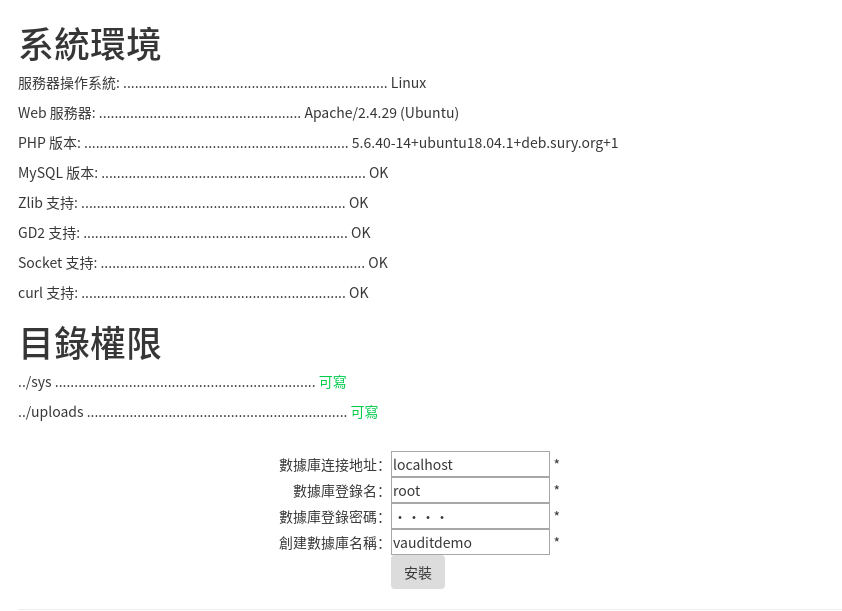 系統環境
服務器操作系統: .................................................................... Linux
Web 服務器: .................................................... Apache/2.4.29 (Ubuntu)
PHP 版本: .................................................................... 5.6.40-14+ubuntu18.04.1+deb.sury.org+1
MySQL 版本: .................................................................... OK
Zlib 支持: .................................................................... OK
GD2 支持: .................................................................... OK
Socket 支持: .................................................................... OK
curl 支持: .................................................................... OK
目錄權限
../sys ................................................................... 可寫
../uploads ................................................................... 可寫
數據庫连接地址： localhost *
數據庫登錄名： root *
數據庫登錄密碼： • • • • *
創建數據庫名稱： vauditdemo *
安裝